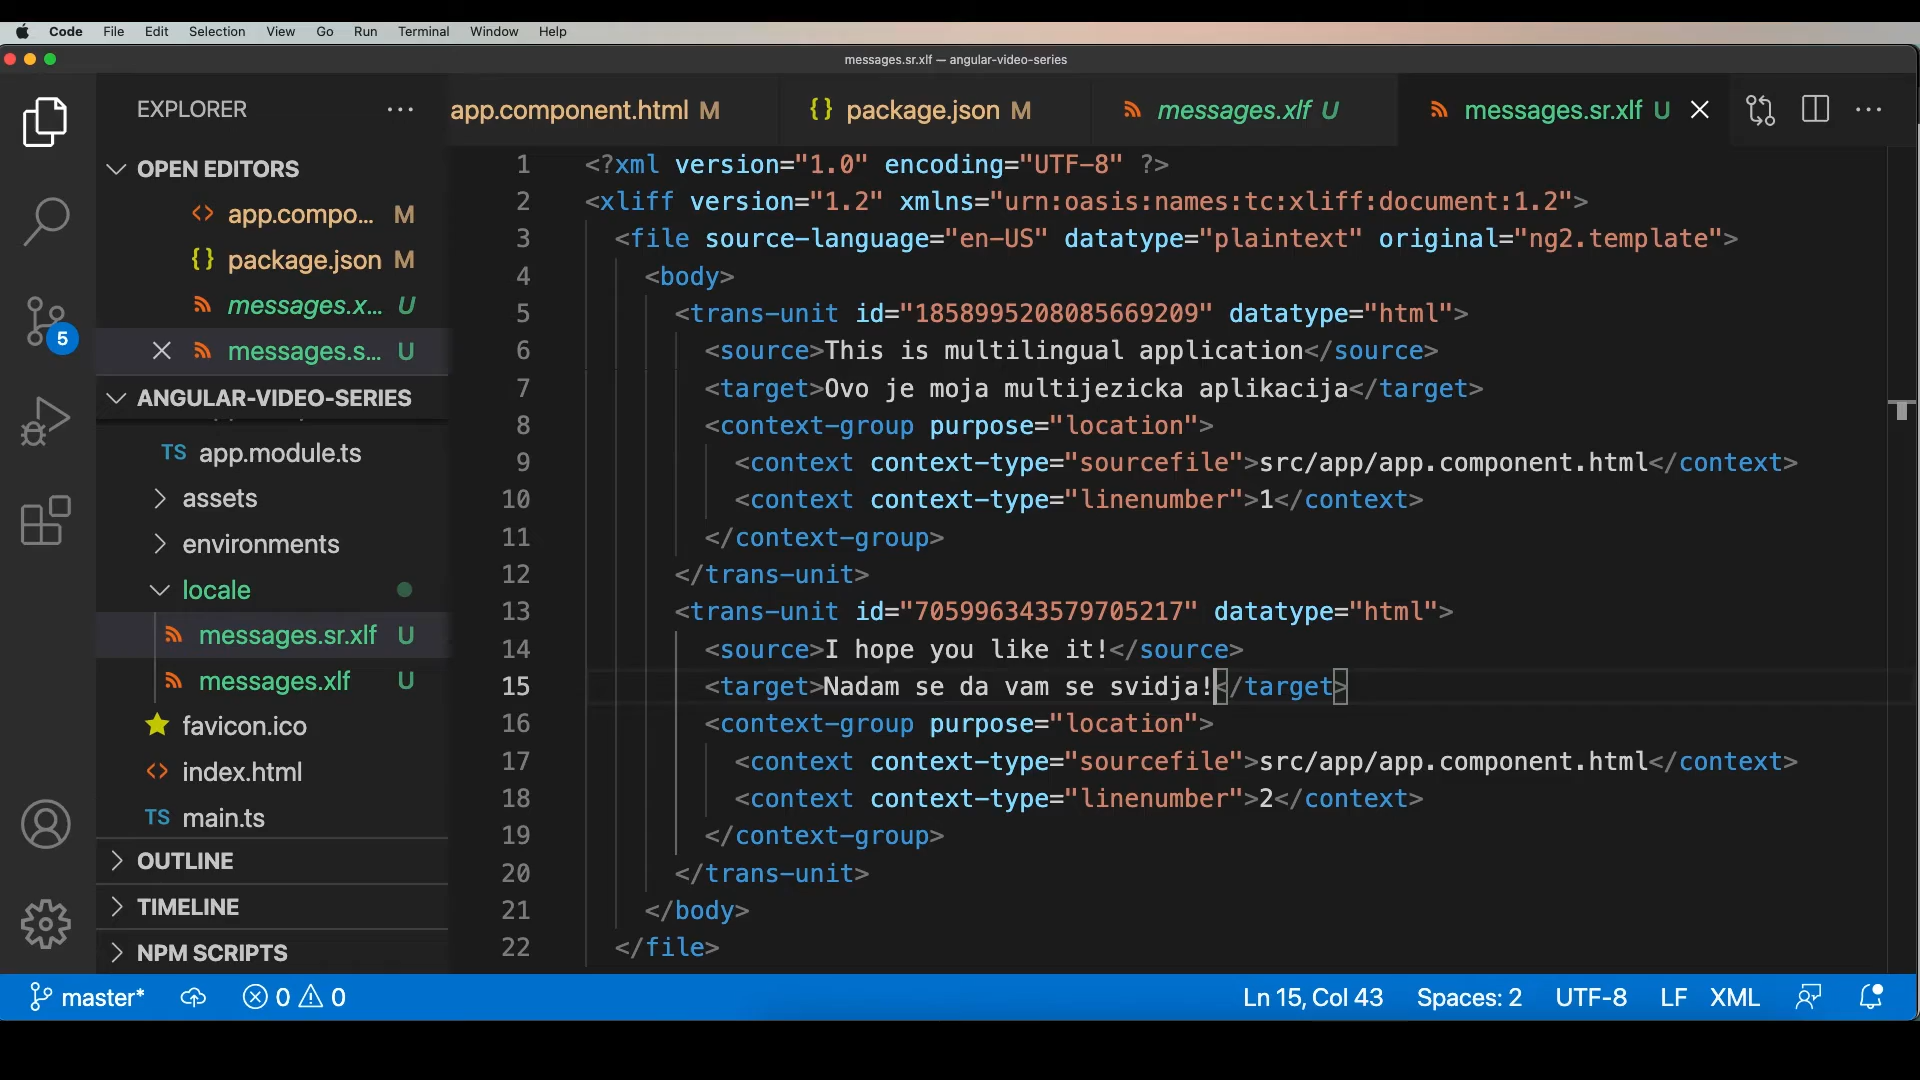 Code File Edit Selection View Go Run Terminal Window Help
messages.sr.xlf — angular-video-series
EXPLORER
app.component.html M
package.json M
messages.xlf U
messages.sr.xlf U
OPEN EDITORS
app.compo... M
package.json M
messages.x... U
messages.s... U
ANGULAR-VIDEO-SERIES
app.module.ts
assets
environments
locale
messages.sr.xlf U
messages.xlf U
favicon.ico
index.html
main.ts
OUTLINE
TIMELINE
NPM SCRIPTS
5
1 <?xml version="1.0" encoding="UTF-8" ?>
2 <xliff version="1.2" xmlns="urn:oasis:names:tc:xliff:document:1.2">
3 <file source-language="en-US" datatype="plaintext" original="ng2.template">
4 <body>
5 <trans-unit id="1858995208085669209" datatype="html">
6 <source>This is multilingual application</source>
7 <target>Ovo je moja multijezicka aplikacija</target>
8 <context-group purpose="location">
9 <context context-type="sourcefile">src/app/app.component.html</context>
10 <context context-type="linenumber">1</context>
11 </context-group>
12 </trans-unit>
13 <trans-unit id="705996343579705217" datatype="html">
14 <source>I hope you like it!</source>
15 <target>Nadam se da vam se svidja!</target>
16 <context-group purpose="location">
17 <context context-type="sourcefile">src/app/app.component.html</context>
18 <context context-type="linenumber">2</context>
19 </context-group>
20 </trans-unit>
21 </body>
22 </file>
master* 0 0 Ln 15, Col 43 Spaces: 2 UTF-8 LF XML